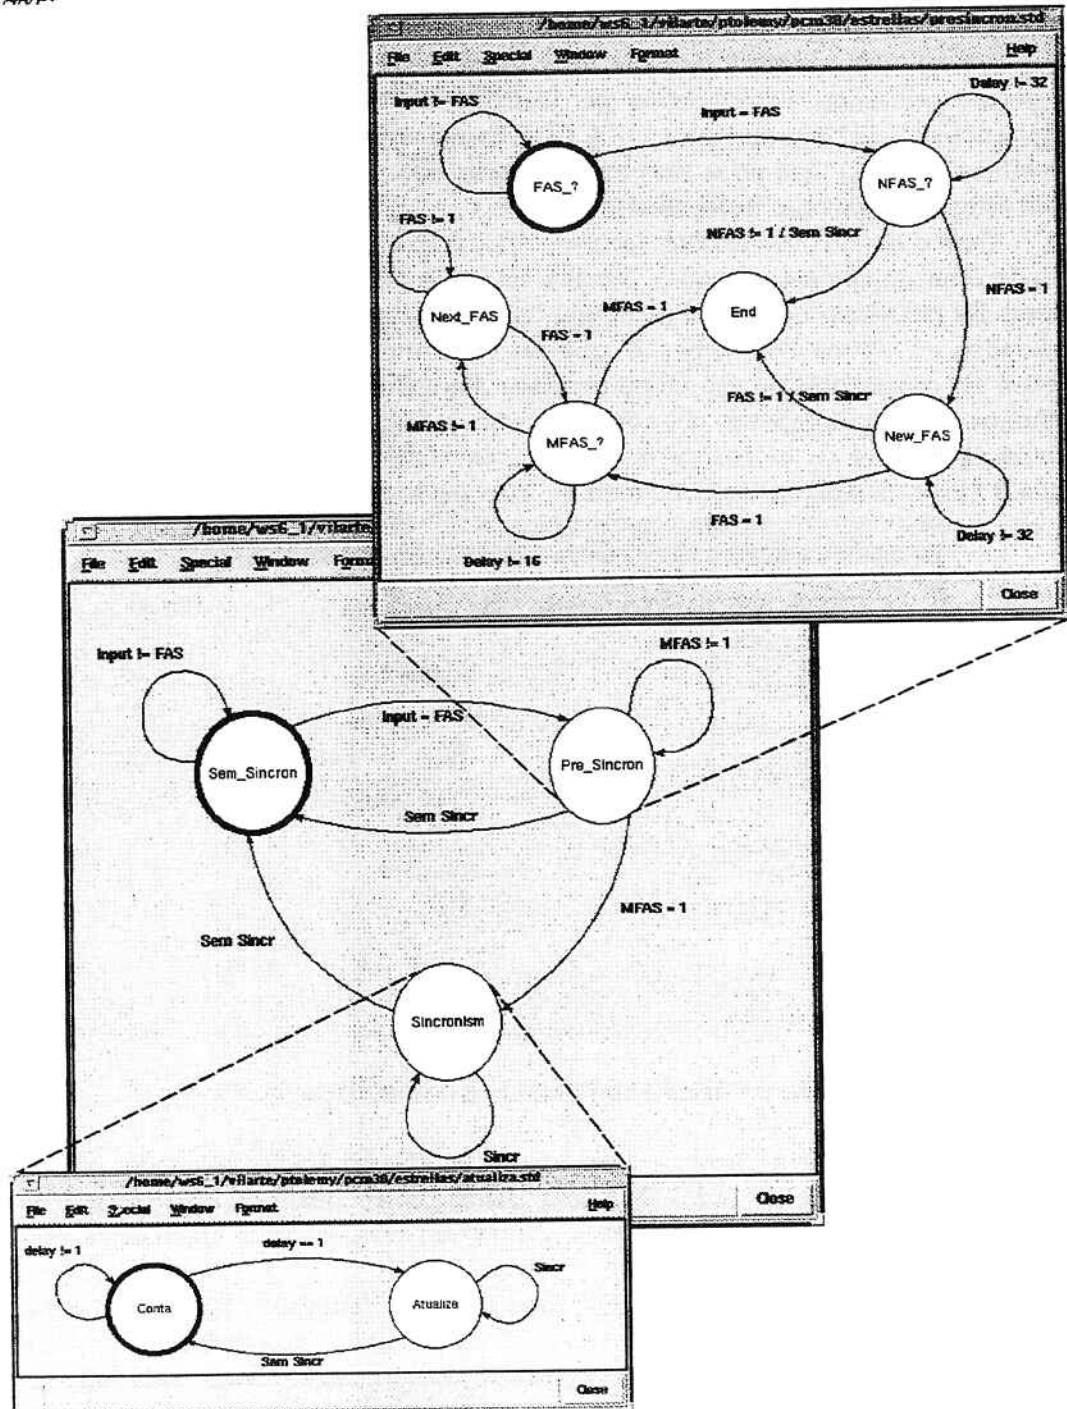 /home/ws6_1/vilarte/ptolemy/pcm30/estrellas/presincron.std
File Edit Special Window Format Help
Input != FAS
Delay != 32
Input = FAS
FAS_?
NFAS_?
FAS != 1
NFAS != 1 / Sem Sincr
NFAS = 1
Next_FAS
MFAS = 1
End
FAS = 1
FAS != 1 / Sem Sincr
MFAS != 1
MFAS_?
New_FAS
FAS = 1
Delay != 32
Delay != 16
Close
/home/ws6_1/vilarte
File Edit Special Window Forma
Input != FAS
MFAS != 1
Input = FAS
Sem_Sincron
Pre_Sincron
Sem Sincr
MFAS = 1
Sem Sincr
Sincronism
Sincr
Close
/home/ws6_1/vilarte/ptolemy/pcm30/estrellas/atualiza.std
File Edit Special Window Format Help
delay != 1
delay == 1
Sincr
Conta
Atualiza
Sem Sincr
Close